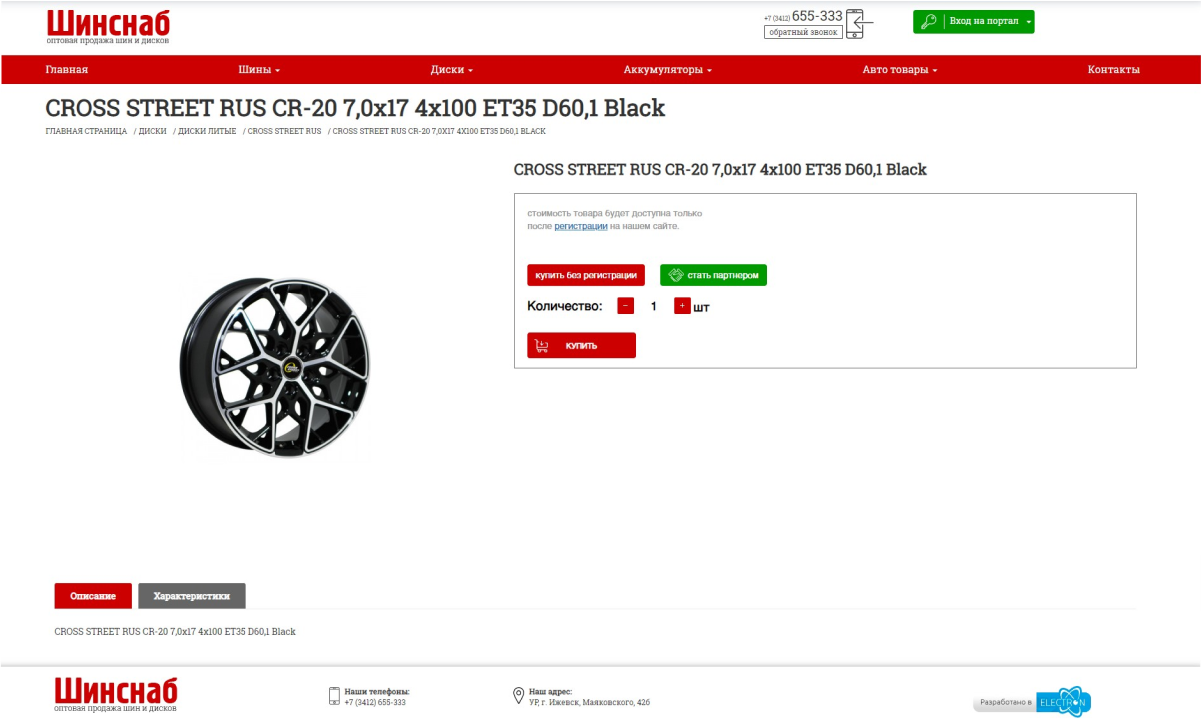 Шинснаб
оптовая продажа шин и дисков
+7 (3412) 655-333
обратный звонок
Вход на портал
Главная
Шины
Диски
Аккумуляторы
Авто товары
Контакты
CROSS STREET RUS CR-20 7,0x17 4x100 ET35 D60,1 Black
ГЛАВНАЯ СТРАНИЦА / ДИСКИ / ДИСКИ ЛИТЫЕ / CROSS STREET RUS / CROSS STREET RUS CR-20 7,0X17 4X100 ET35 D60,1 BLACK
CROSS STREET RUS CR-20 7,0x17 4x100 ET35 D60,1 Black
стоимость товара будет доступна только
после регистрации на нашем сайте.
купить без регистрации
стать партнером
Количество: - 1 + шт
КУПИТЬ
Описание
Характеристики
CROSS STREET RUS CR-20 7,0x17 4x100 ET35 D60,1 Black
Шинснаб
оптовая продажа шин и дисков
Наши телефоны:
+7 (3412) 655-333
Наш адрес:
УР, г. Ижевск, Маяковского, 42б
Разработано в ELECTRON